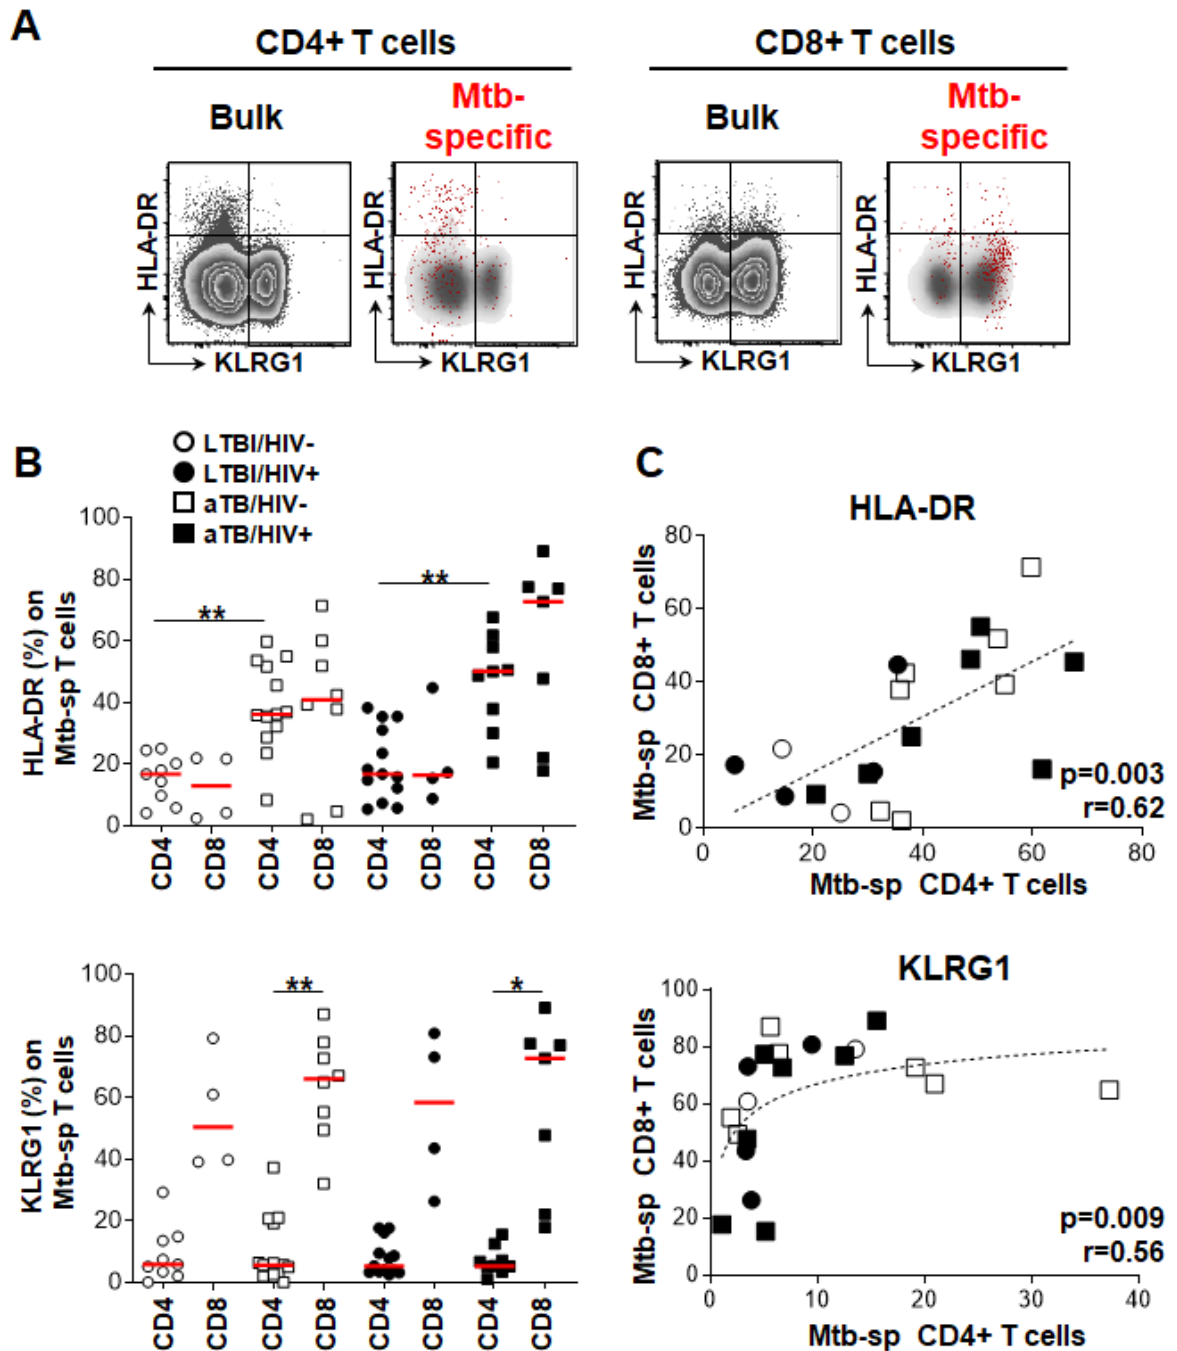 A
CD4+ T cells
CD8+ T cells
Bulk
Mtb-
specific
Bulk
Mtb-
specific
HLA-DR
KLRG1
HLA-DR
KLRG1
HLA-DR
KLRG1
HLA-DR
KLRG1
B
LTBI/HIV-
LTBI/HIV+
aTB/HIV-
aTB/HIV+
HLA-DR (%) on
Mtb-sp T cells
100
80
60
40
20
0
**
**
CD4
CD8
CD4
CD8
CD4
CD8
CD4
CD8
C
HLA-DR
Mtb-sp CD8+ T cells
80
60
40
20
0
p=0.003
r=0.62
0
20
40
60
80
Mtb-sp CD4+ T cells
KLRG1 (%) on
Mtb-sp T cells
100
80
60
40
20
0
**
*
CD4
CD8
CD4
CD8
CD4
CD8
CD4
CD8
KLRG1
Mtb-sp CD8+ T cells
100
80
60
40
20
0
p=0.009
r=0.56
0
10
20
30
40
Mtb-sp CD4+ T cells